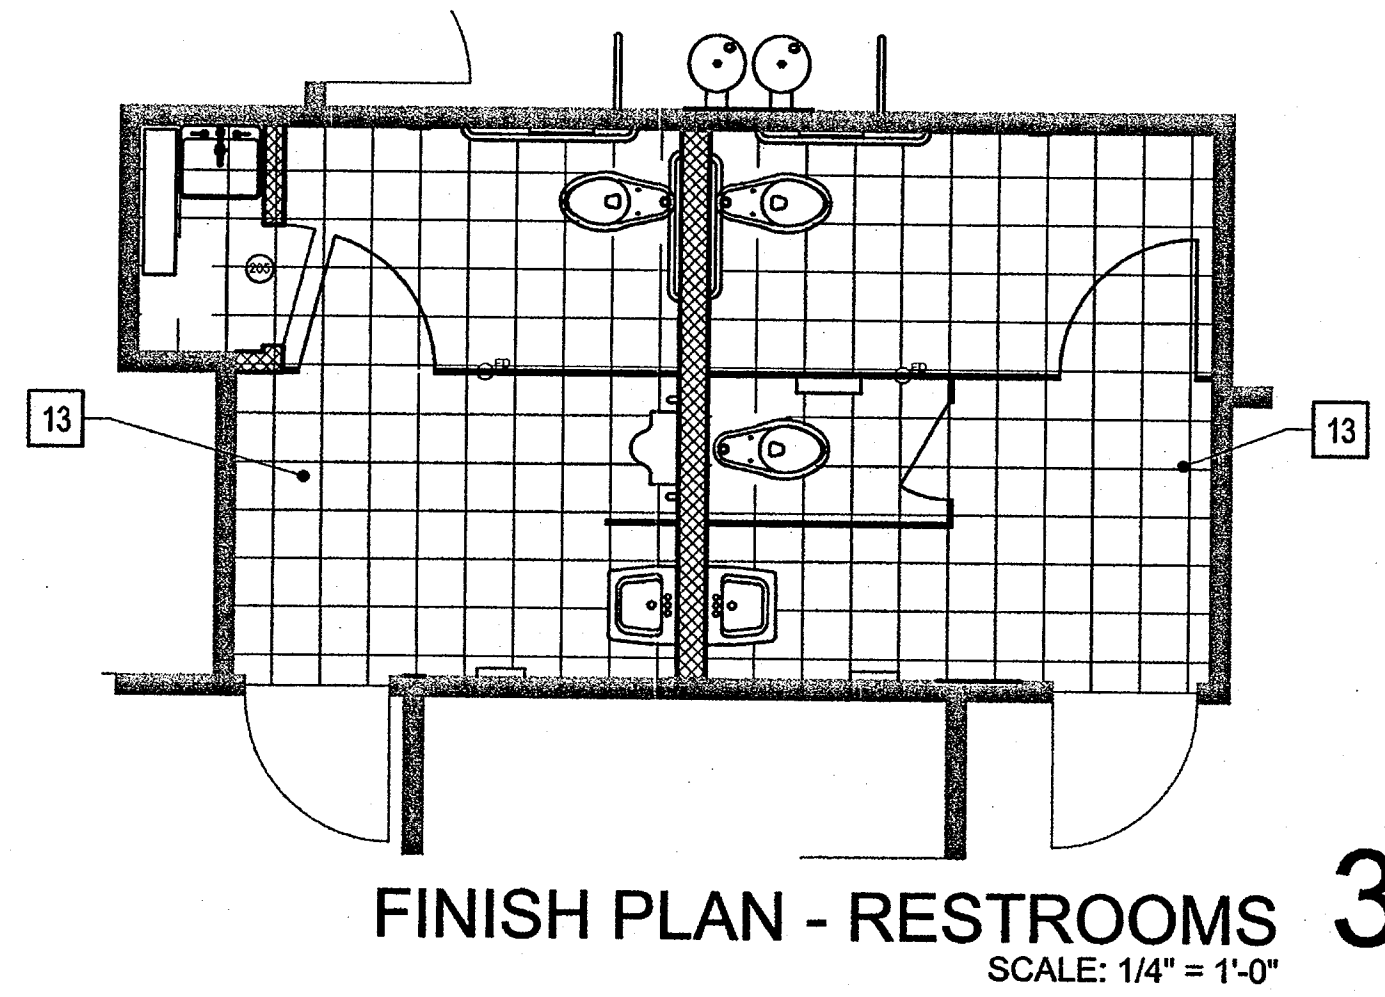 205
FD
FD
13
13
FINISH PLAN - RESTROOMS
3
SCALE: 1/4" = 1'-0"